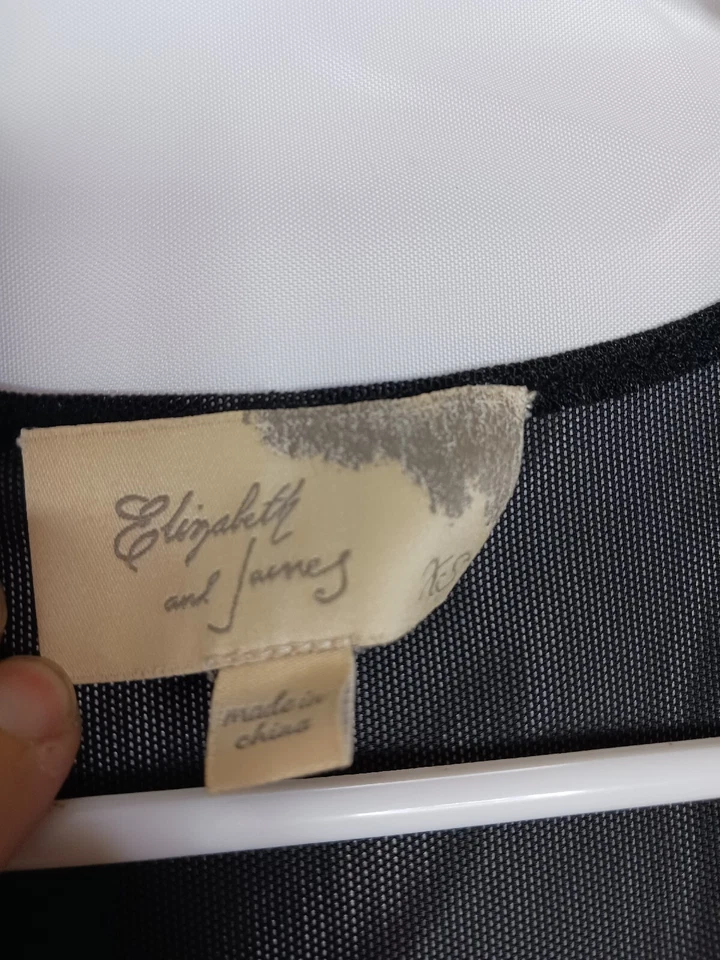 Elizabeth
and James
XS
made in
china